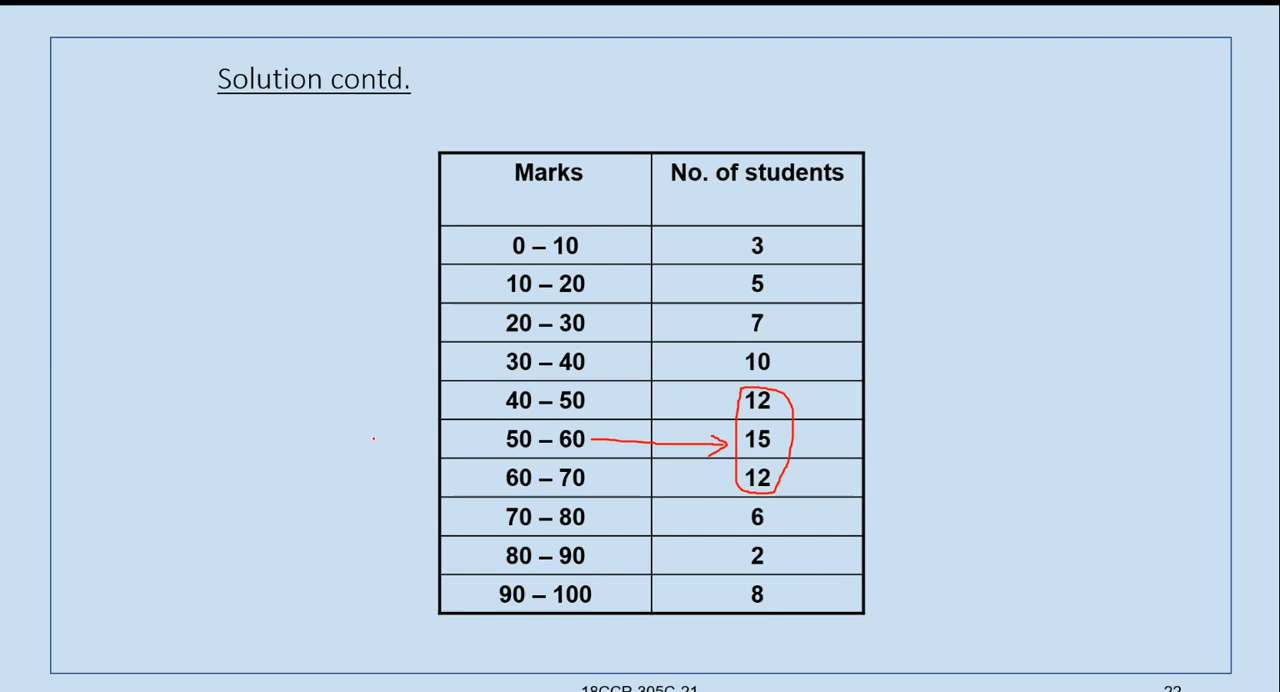 Solution contd.
Marks No. of students
0 – 10 3
10 – 20 5
20 – 30 7
30 – 40 10
40 – 50 12
50 – 60 15
60 – 70 12
70 – 80 6
80 – 90 2
90 – 100 8
22